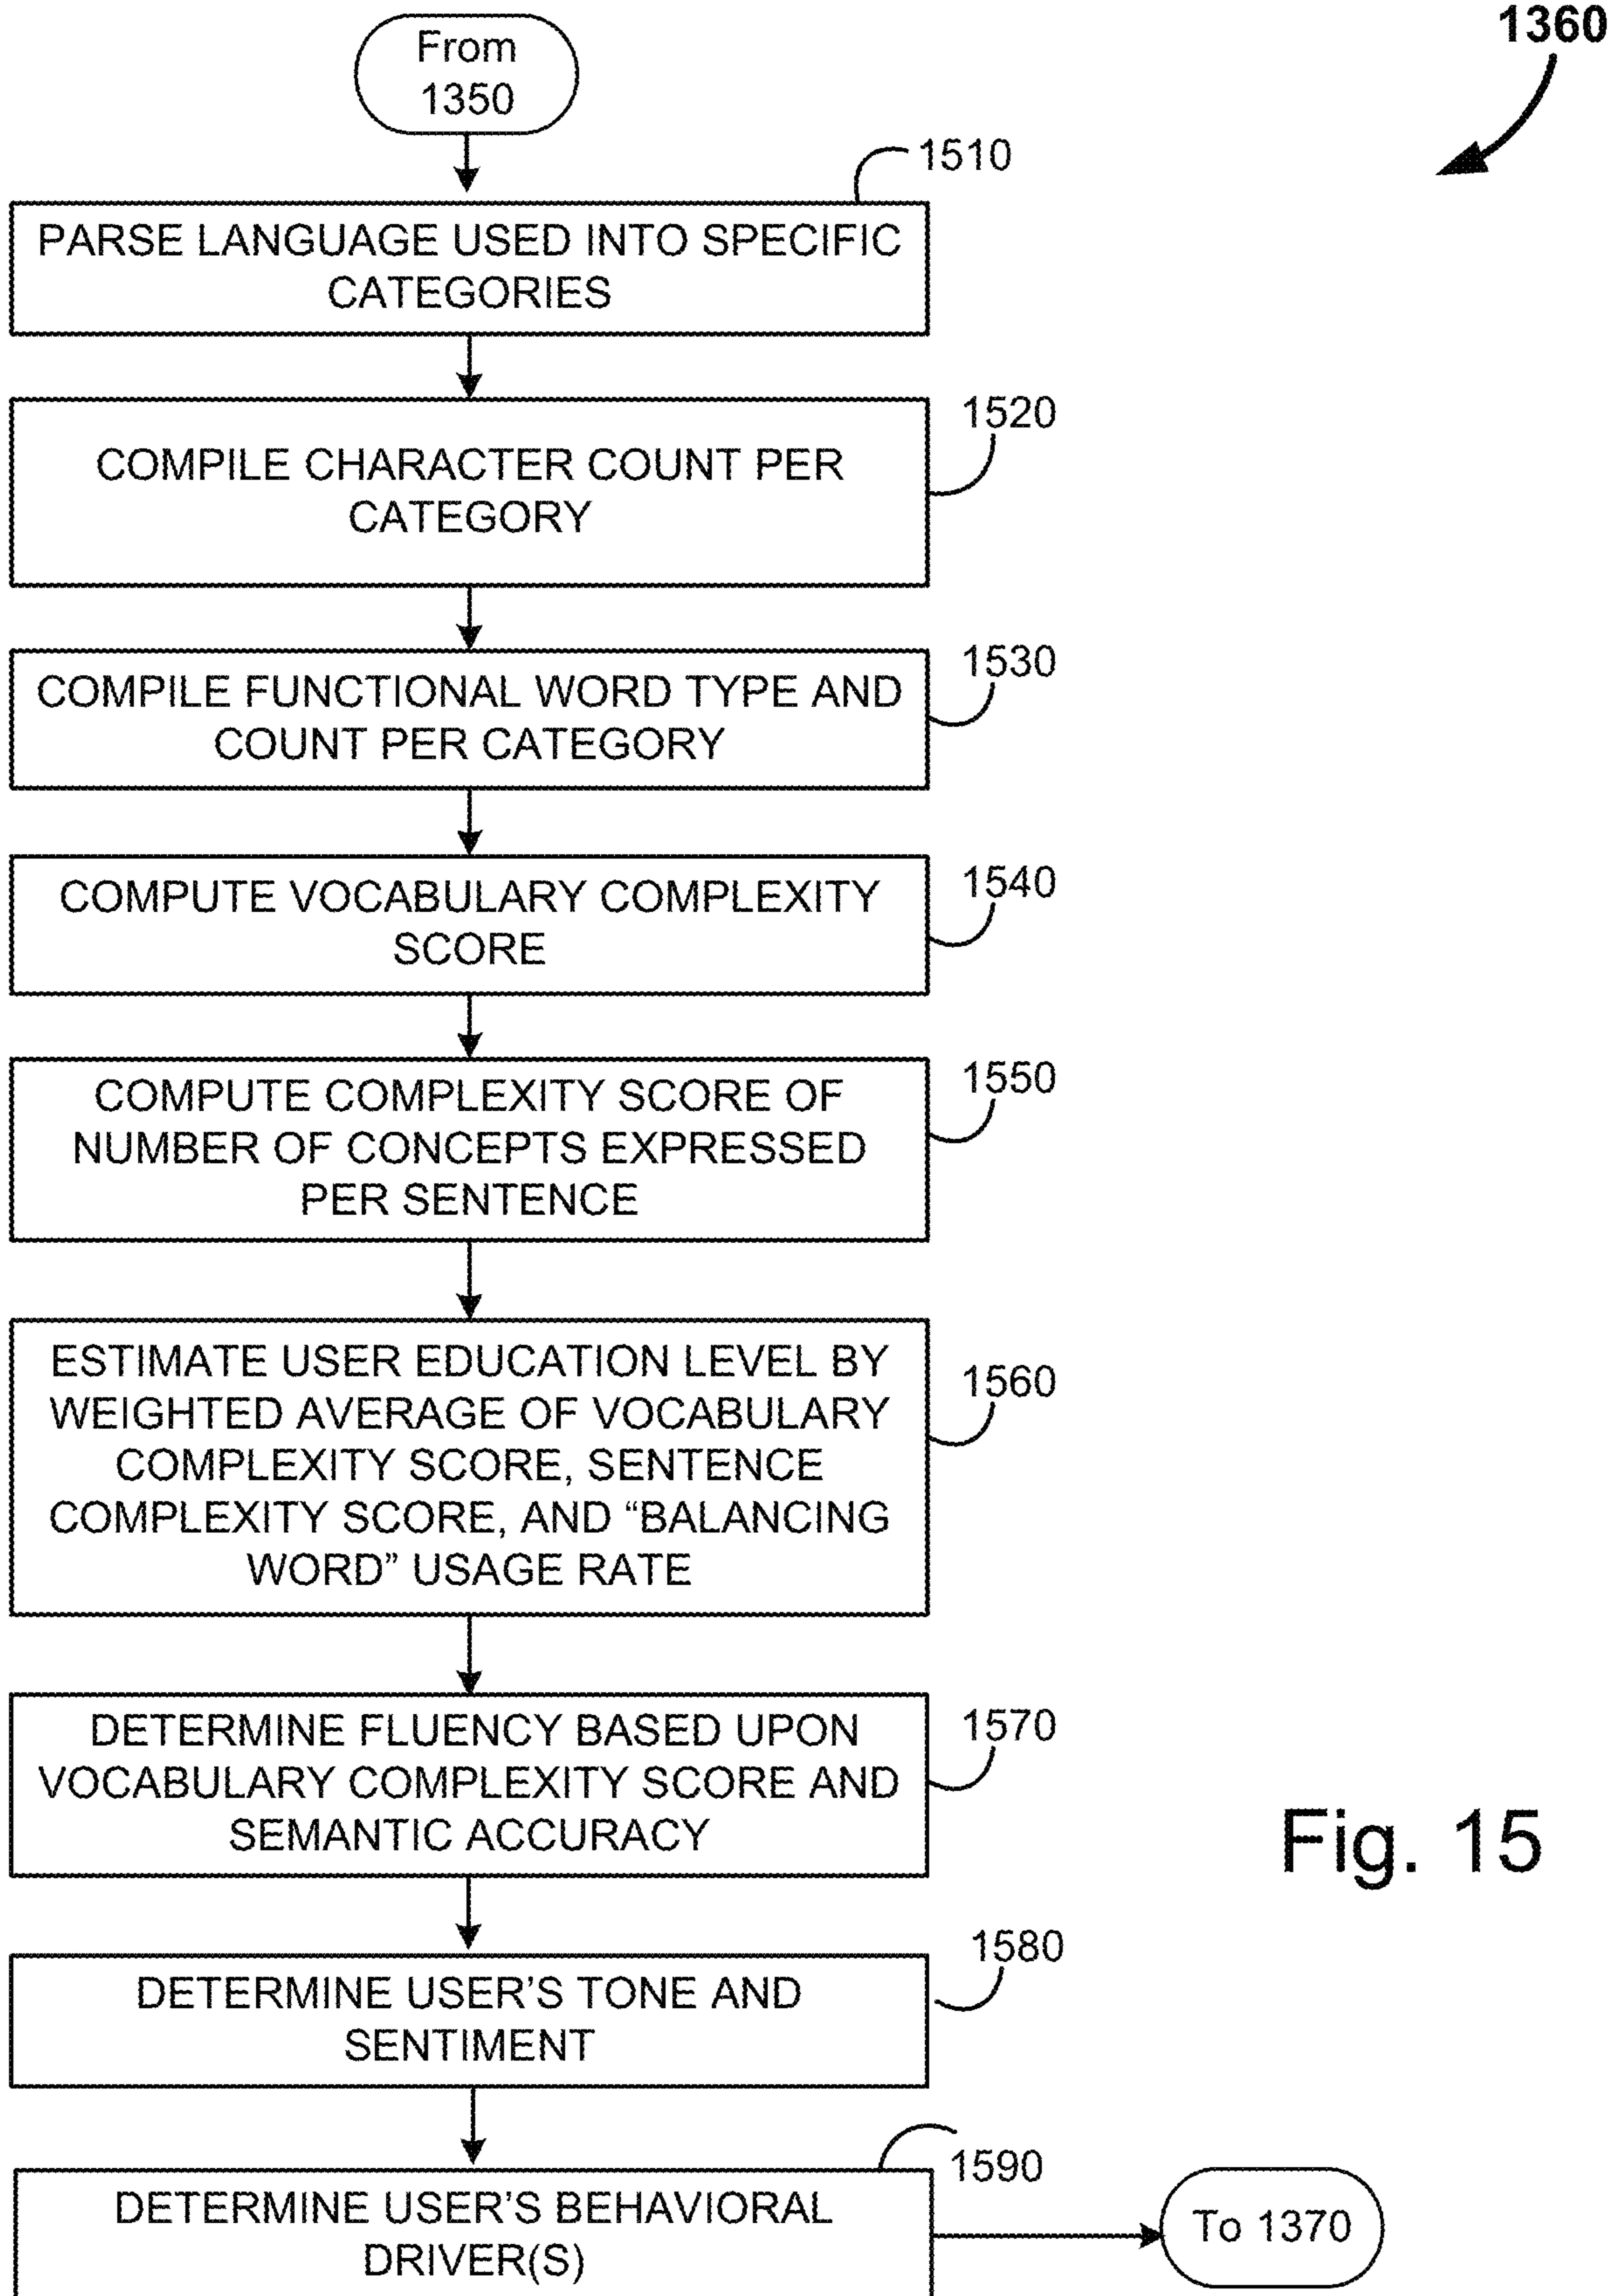 1360
From
1350
1510
PARSE LANGUAGE USED INTO SPECIFIC
CATEGORIES
1520
COMPILE CHARACTER COUNT PER
CATEGORY
1530
COMPILE FUNCTIONAL WORD TYPE AND
COUNT PER CATEGORY
1540
COMPUTE VOCABULARY COMPLEXITY
SCORE
1550
COMPUTE COMPLEXITY SCORE OF
NUMBER OF CONCEPTS EXPRESSED
PER SENTENCE
1560
ESTIMATE USER EDUCATION LEVEL BY
WEIGHTED AVERAGE OF VOCABULARY
COMPLEXITY SCORE, SENTENCE
COMPLEXITY SCORE, AND “BALANCING
WORD” USAGE RATE
1570
DETERMINE FLUENCY BASED UPON
VOCABULARY COMPLEXITY SCORE AND
SEMANTIC ACCURACY
Fig. 15
1580
DETERMINE USER’S TONE AND
SENTIMENT
1590
DETERMINE USER’S BEHAVIORAL
DRIVER(S)
To 1370